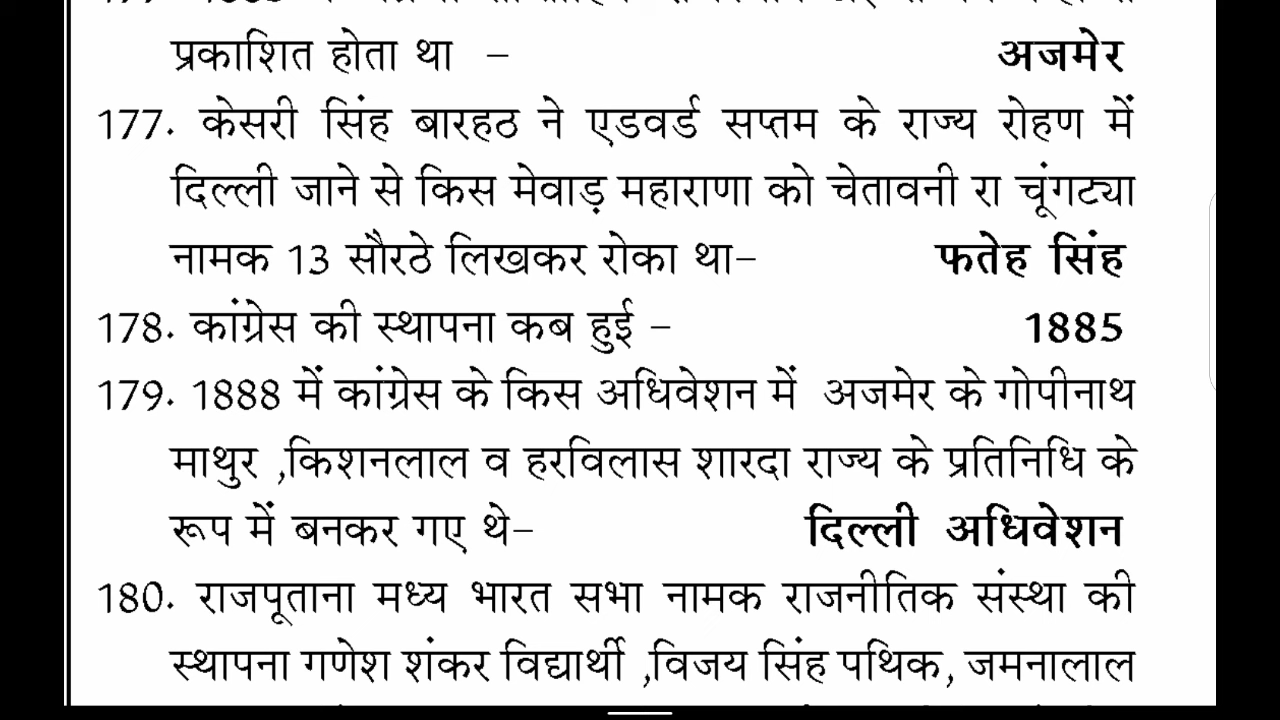 प्रकाशित होता था – अजमेर
177. केसरी सिंह बारहठ ने एडवर्ड सप्तम के राज्य रोहण में
दिल्ली जाने से किस मेवाड़ महाराणा को चेतावनी रा चूंगट्या
नामक 13 सौरठे लिखकर रोका था– फतेह सिंह
178. कांग्रेस की स्थापना कब हुई – 1885
179. 1888 में कांग्रेस के किस अधिवेशन में अजमेर के गोपीनाथ
माथुर ,किशनलाल व हरविलास शारदा राज्य के प्रतिनिधि के
रूप में बनकर गए थे– दिल्ली अधिवेशन
180. राजपूताना मध्य भारत सभा नामक राजनीतिक संस्था की
स्थापना गणेश शंकर विद्यार्थी ,विजय सिंह पथिक, जमनालाल